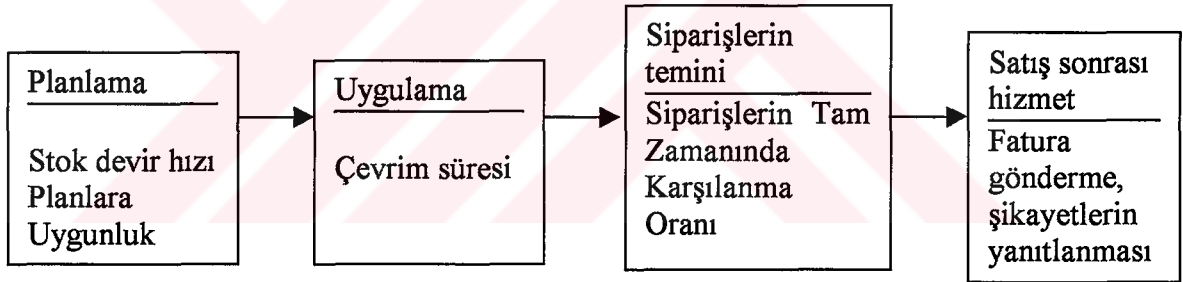 Planlama
Stok devir hızı
Planlara
Uygunluk
Uygulama
Çevrim süresi
Siparişlerin
temini
Siparişlerin Tam
Zamanında
Karşılanma
Oranı
Satış sonrası
hizmet
Fatura
gönderme,
şikayetlerin
yanıtlanması